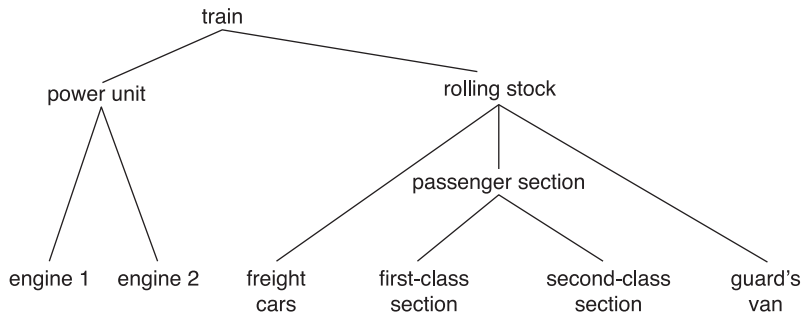 train
power unit
rolling stock
passenger section
engine 1
engine 2
freight
cars
first-class
section
second-class
section
guard's
van